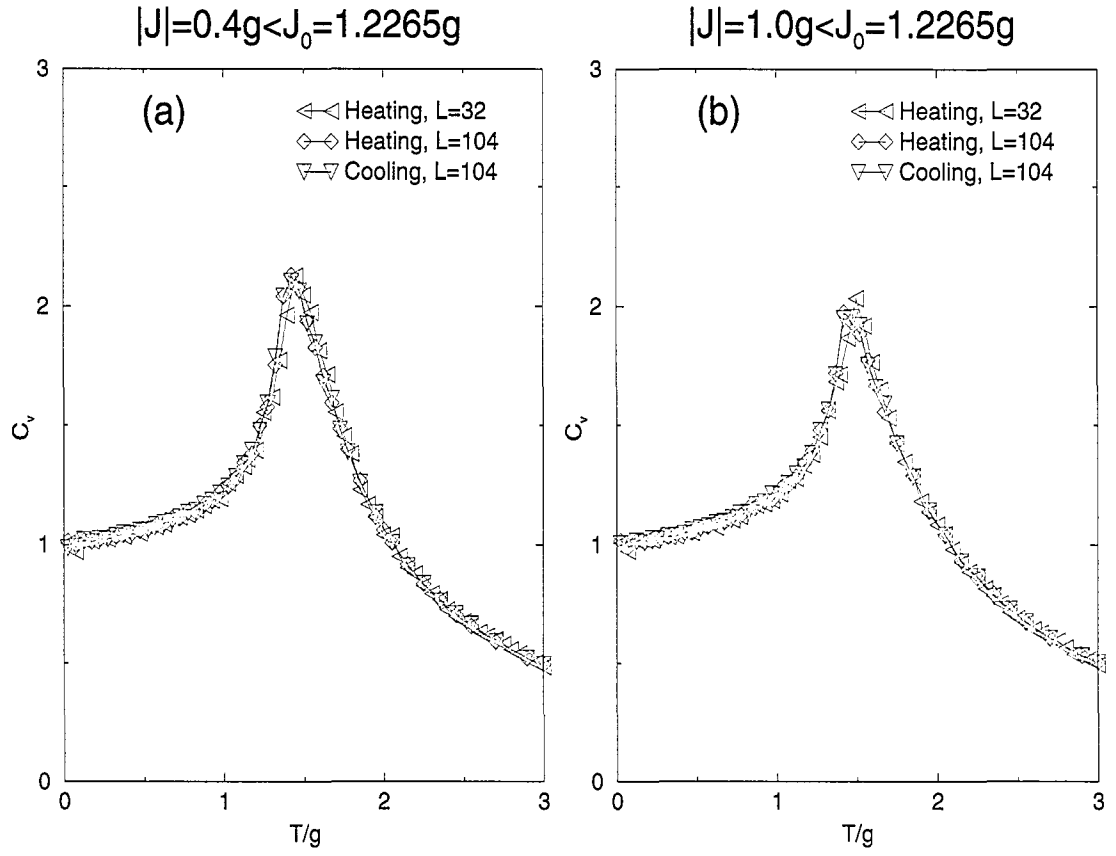 |J|=0.4g<J₀=1.2265g
|J|=1.0g<J₀=1.2265g
(a)
Heating, L=32
Heating, L=104
Cooling, L=104
3
2
1
0
Cᵥ
0
1
2
3
T/g
(b)
Heating, L=32
Heating, L=104
Cooling, L=104
3
2
1
0
Cᵥ
0
1
2
3
T/g